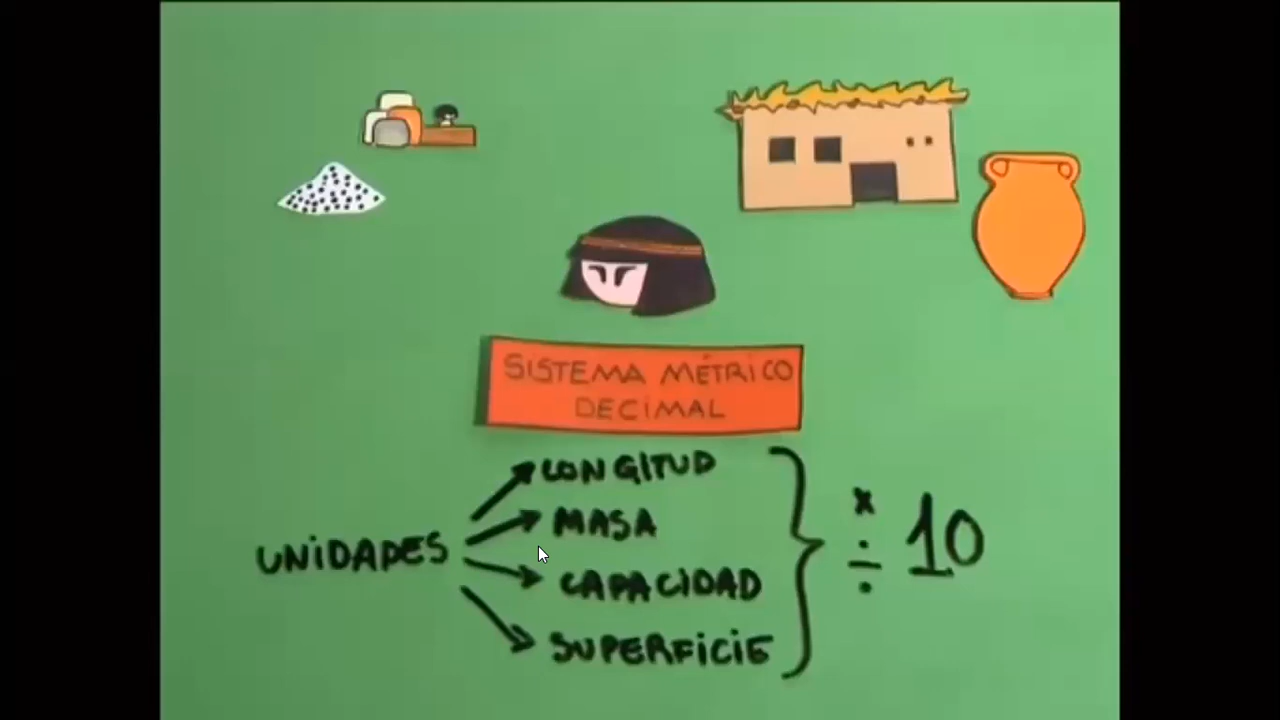 SISTEMA MÉTRICO
DECIMAL
UNIDADES
LONGITUD
MASA
CAPACIDAD
SUPERFICIE
×
÷ 10